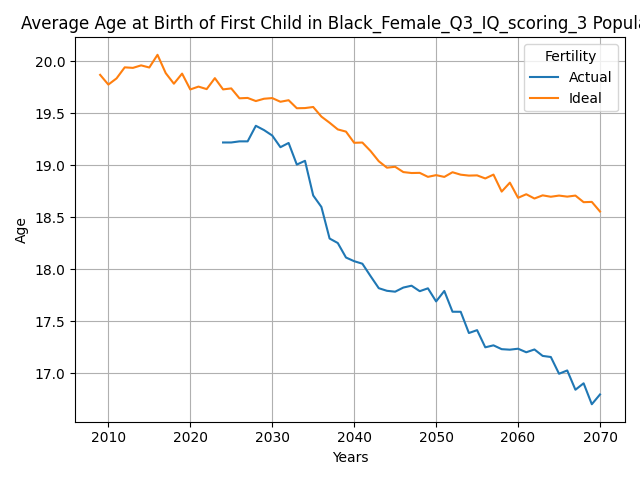 Average Age at Birth of First Child in Black_Female_Q3_IQ_scoring_3 Popula
20.0
19.5
19.0
18.5
18.0
17.5
17.0
Age
Fertility
Actual
Ideal
2010 2020 2030 2040 2050 2060 2070
Years